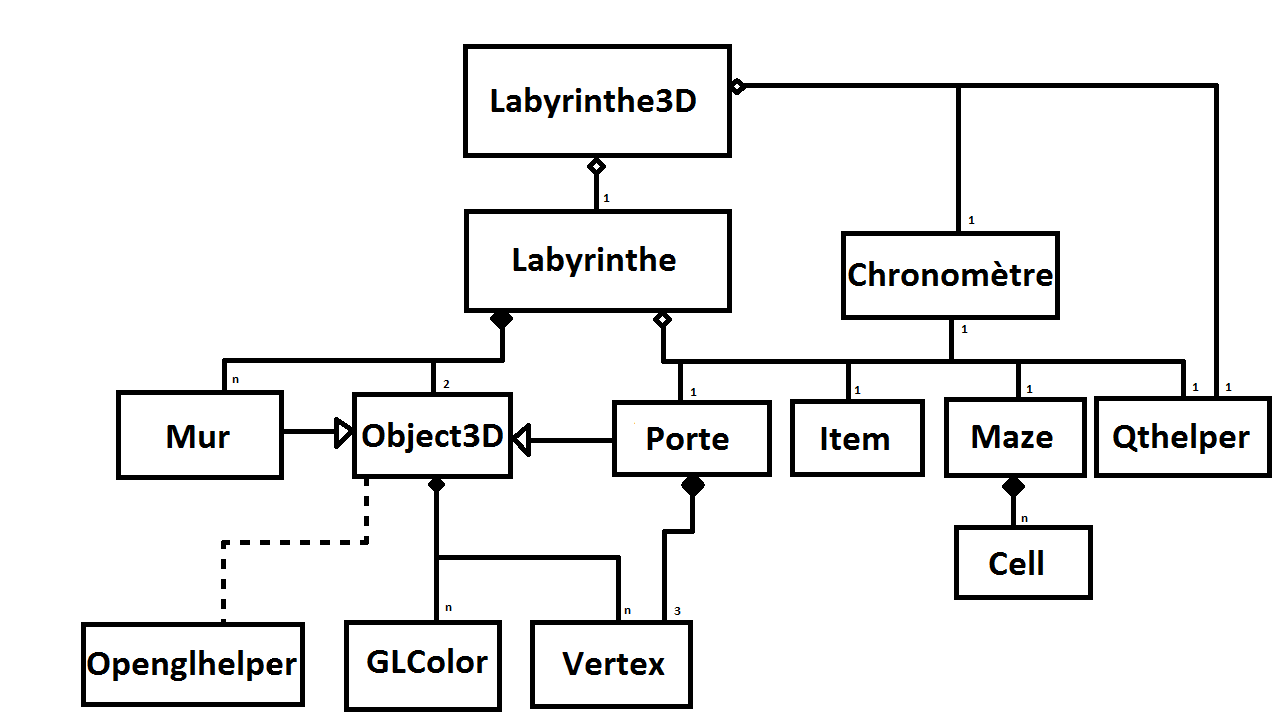 Labyrinthe3D
1
Labyrinthe
1
Chronomètre
1
n
2
1
1
1
1
1
Mur
Object3D
Porte
Item
Maze
Qthelper
n
Cell
n
n
3
Openglhelper
GLColor
Vertex